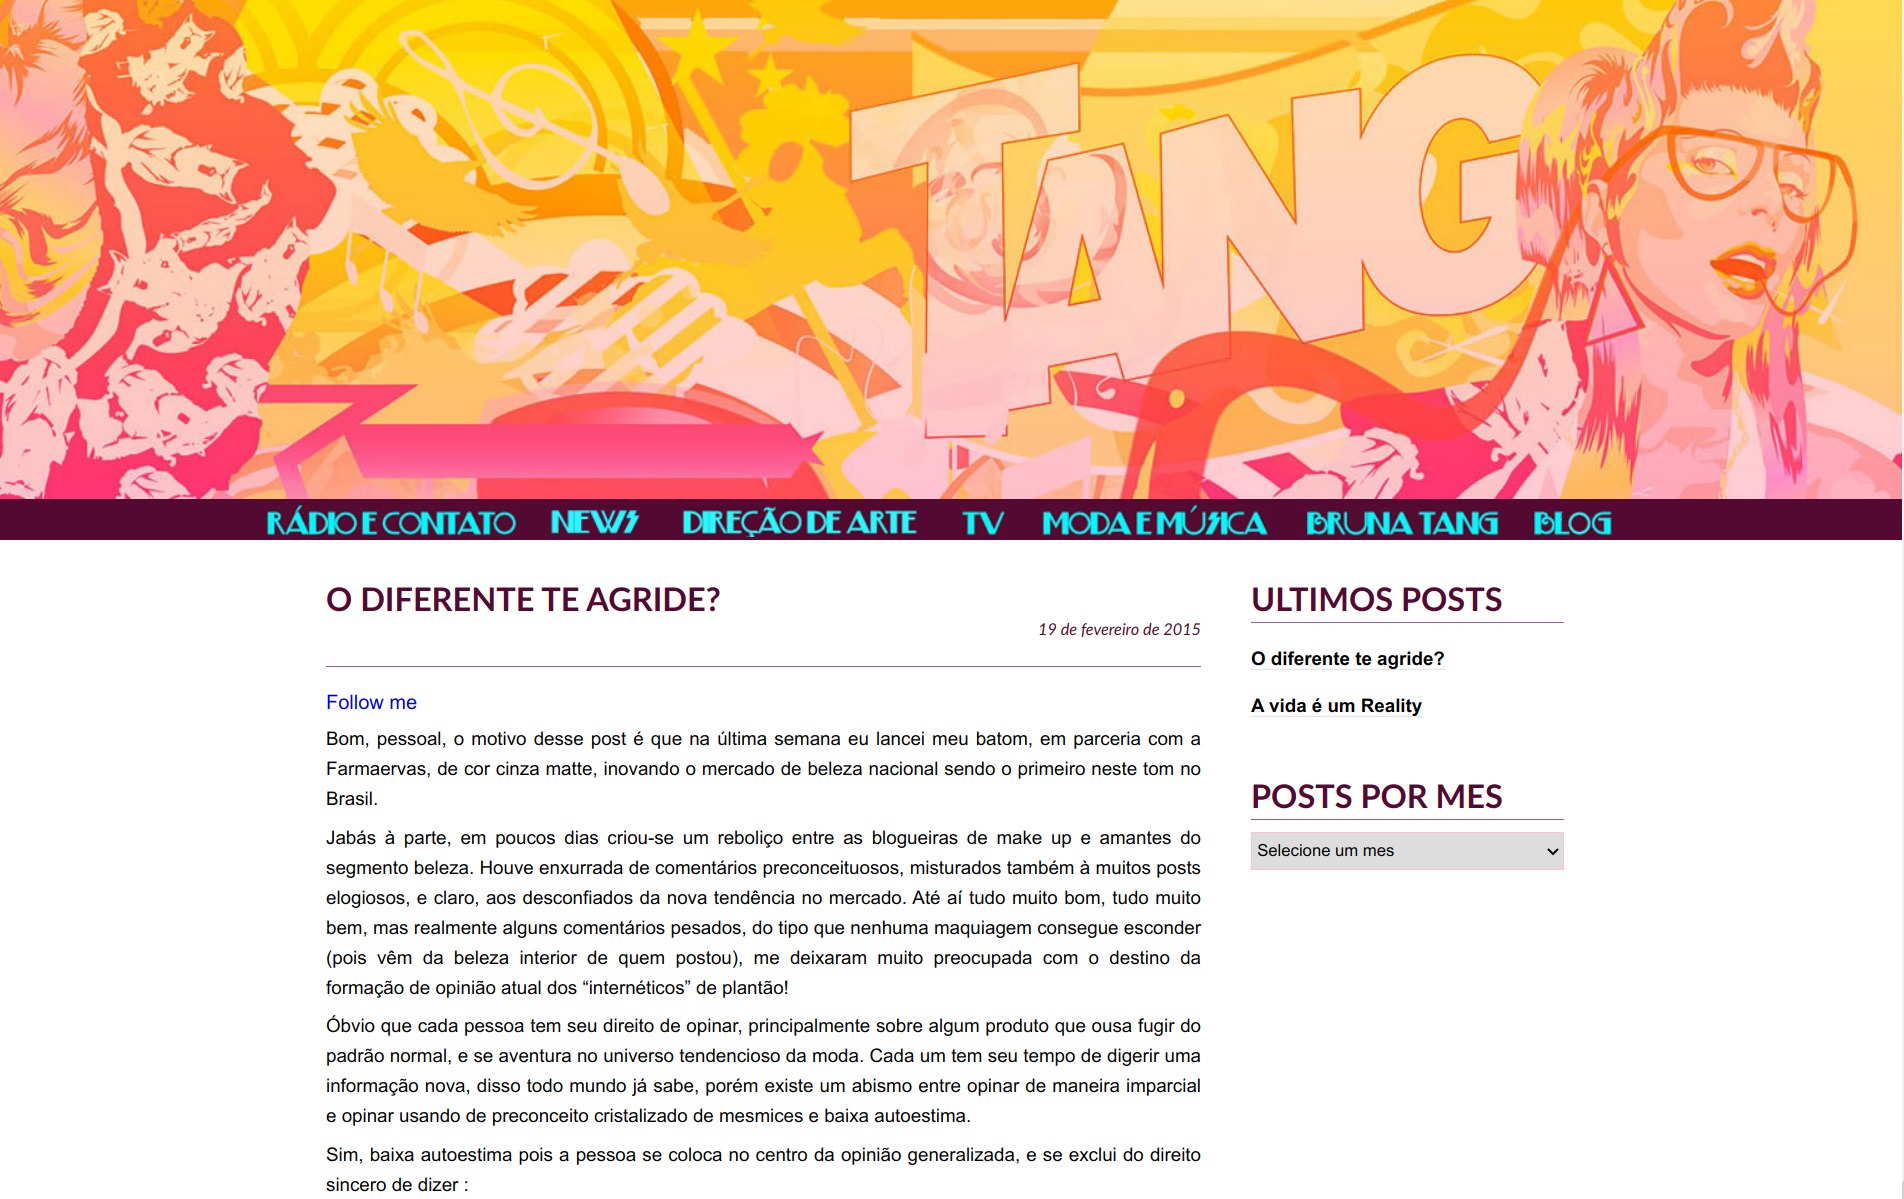 TANG
RÁDIO E CONTATO NEWS DIREÇÃO DE ARTE TV MODA E MÚSICA BRUNA TANG BLOG
O DIFERENTE TE AGRIDE?
19 de fevereiro de 2015
Follow me
Bom, pessoal, o motivo desse post é que na última semana eu lancei meu batom, em parceria com a
Farmaervas, de cor cinza matte, inovando o mercado de beleza nacional sendo o primeiro neste tom no
Brasil.
Jabás à parte, em poucos dias criou-se um reboliço entre as blogueiras de make up e amantes do
segmento beleza. Houve enxurrada de comentários preconceituosos, misturados também à muitos posts
elogiosos, e claro, aos desconfiados da nova tendência no mercado. Até aí tudo muito bom, tudo muito
bem, mas realmente alguns comentários pesados, do tipo que nenhuma maquiagem consegue esconder
(pois vêm da beleza interior de quem postou), me deixaram muito preocupada com o destino da
formação de opinião atual dos “internéticos” de plantão!
Óbvio que cada pessoa tem seu direito de opinar, principalmente sobre algum produto que ousa fugir do
padrão normal, e se aventura no universo tendencioso da moda. Cada um tem seu tempo de digerir uma
informação nova, disso todo mundo já sabe, porém existe um abismo entre opinar de maneira imparcial
e opinar usando de preconceito cristalizado de mesmices e baixa autoestima.
Sim, baixa autoestima pois a pessoa se coloca no centro da opinião generalizada, e se exclui do direito
sincero de dizer :
ULTIMOS POSTS
O diferente te agride?
A vida é um Reality
POSTS POR MES
Selecione um mes